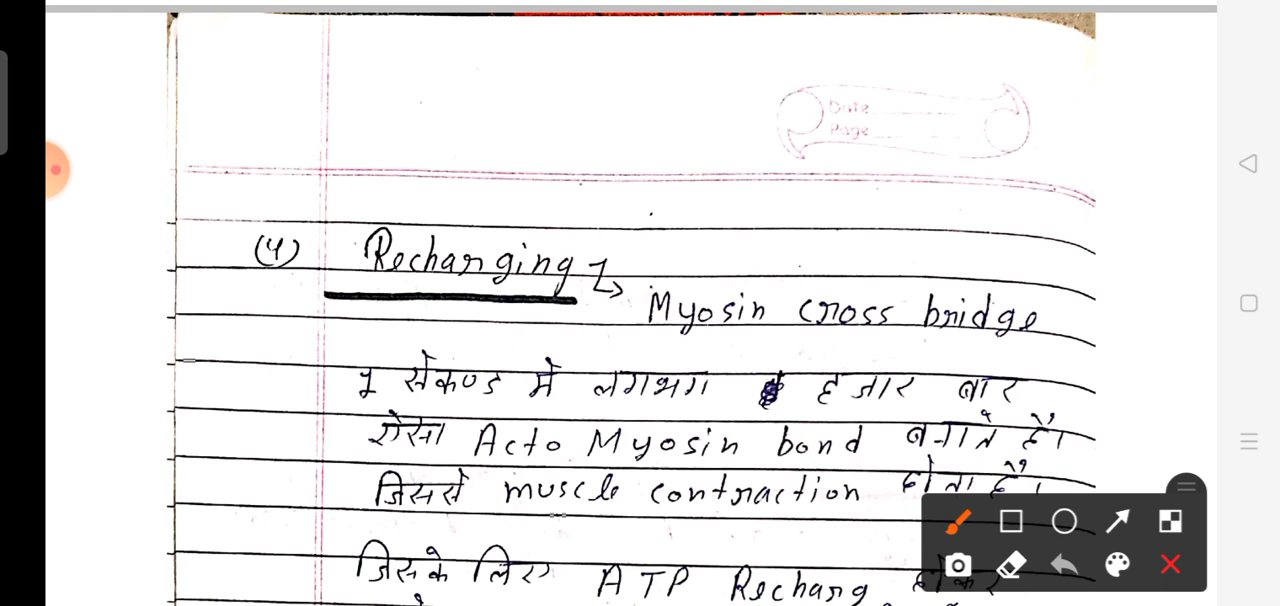 Date
Page
(4) Recharging →
Myosin cross bridge
1 सेकण्ड में लगभग हजार बार
ऐसा Acto Myosin bond बनाते हैं।
जिससे muscle contraction होता हैं।
जिसके लिए ATP Recharg होकर